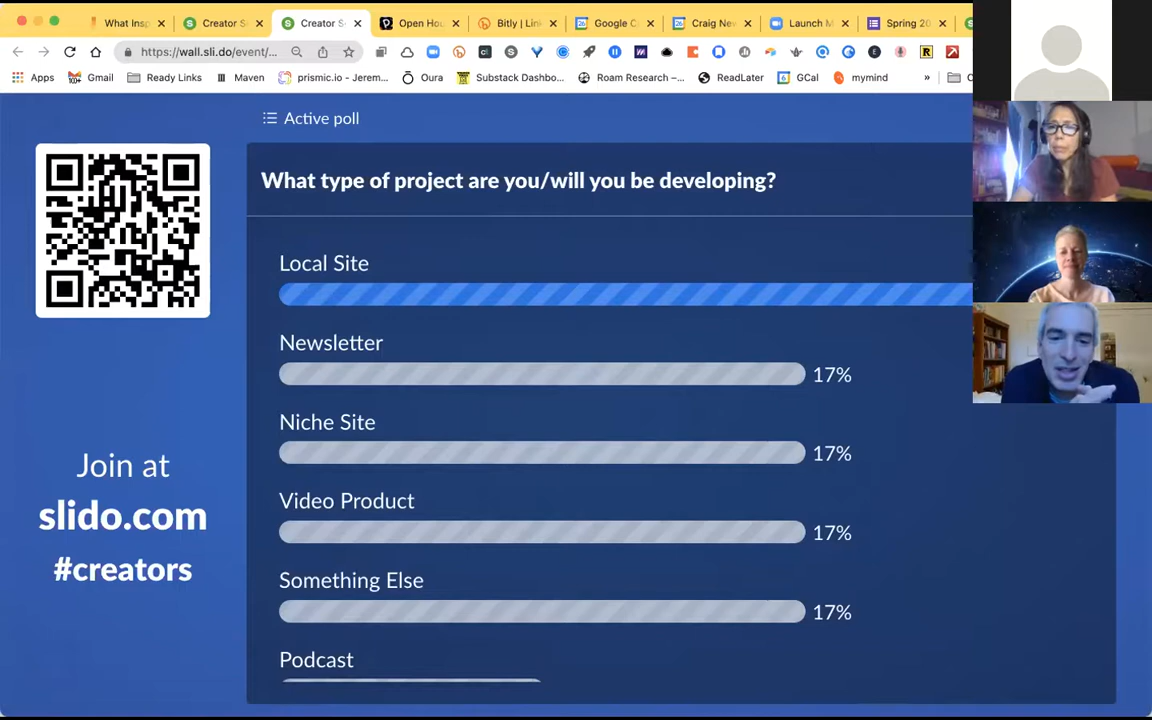 What Insp
Creator S
Creator S
Open Hou
Bitly | Lin
Google C
Craig Nev
Launch M
Spring 20
https://wall.sli.do/event/...
Apps
Gmail
Ready Links
Maven
prismic.io - Jerem...
Oura
Substack Dashbo...
Roam Research –...
ReadLater
GCal
mymind
»
Active poll
What type of project are you/will you be developing?
Local Site
Newsletter
17%
Niche Site
17%
Video Product
17%
Something Else
17%
Podcast
Join at
slido.com
#creators